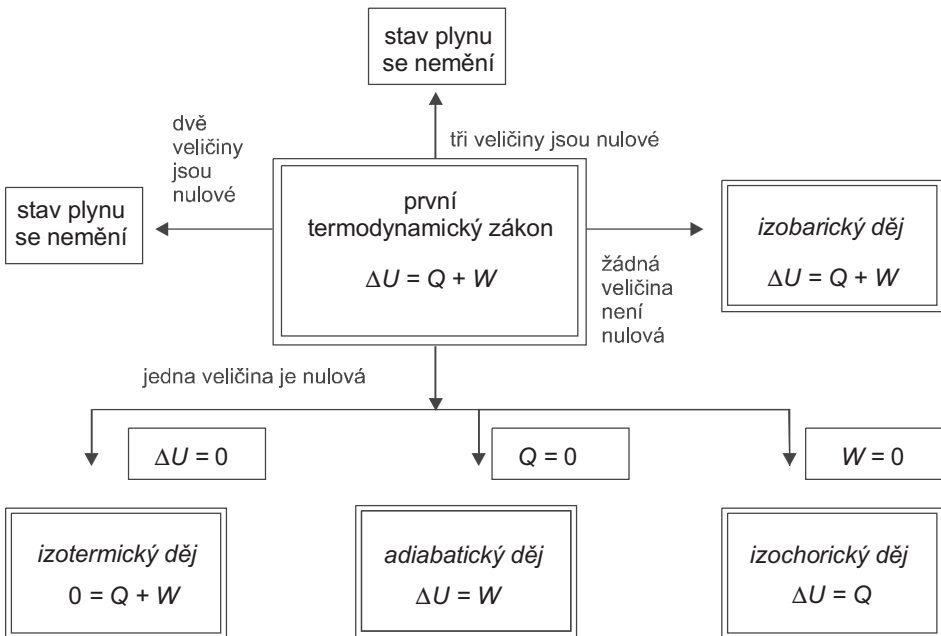 stav plynu
se nemění
dvě
veličiny
jsou
nulové
tři veličiny jsou nulové
stav plynu
se nemění
první
termodynamický zákon
ΔU = Q + W
žádná
veličina
není
nulová
izobarický děj
ΔU = Q + W
jedna veličina je nulová
ΔU = 0
Q = 0
W = 0
izotermický děj
0 = Q + W
adiabatický děj
ΔU = W
izochorický děj
ΔU = Q